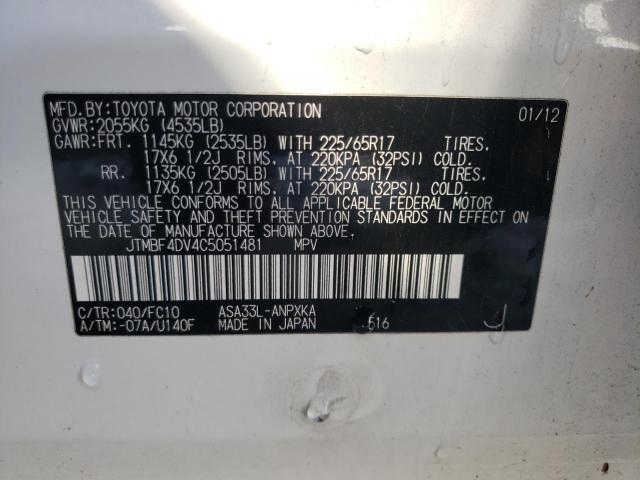 MFD. BY: TOYOTA MOTOR CORPORATION 01/12
GVWR: 2055KG (4535LB)
GAWR: FRT. 1145KG (2535LB) WITH 225/65R17 TIRES.
17X6 1/2J RIMS. AT 220KPA (32PSI) COLD.
RR. 1135KG (2505LB) WITH 225/65R17 TIRES.
17X6 1/2J RIMS. AT 220KPA (32PSI) COLD.
THIS VEHICLE CONFORMS TO ALL APPLICABLE FEDERAL MOTOR
VEHICLE SAFETY AND THEFT PREVENTION STANDARDS IN EFFECT ON
THE DATE OF MANUFACTURE SHOWN ABOVE.
JTMBF4DV4C5051481 MPV
C/TR: 040/FC10 ASA33L-ANPXKA
A/TM: -07A/U140F MADE IN JAPAN 516 J